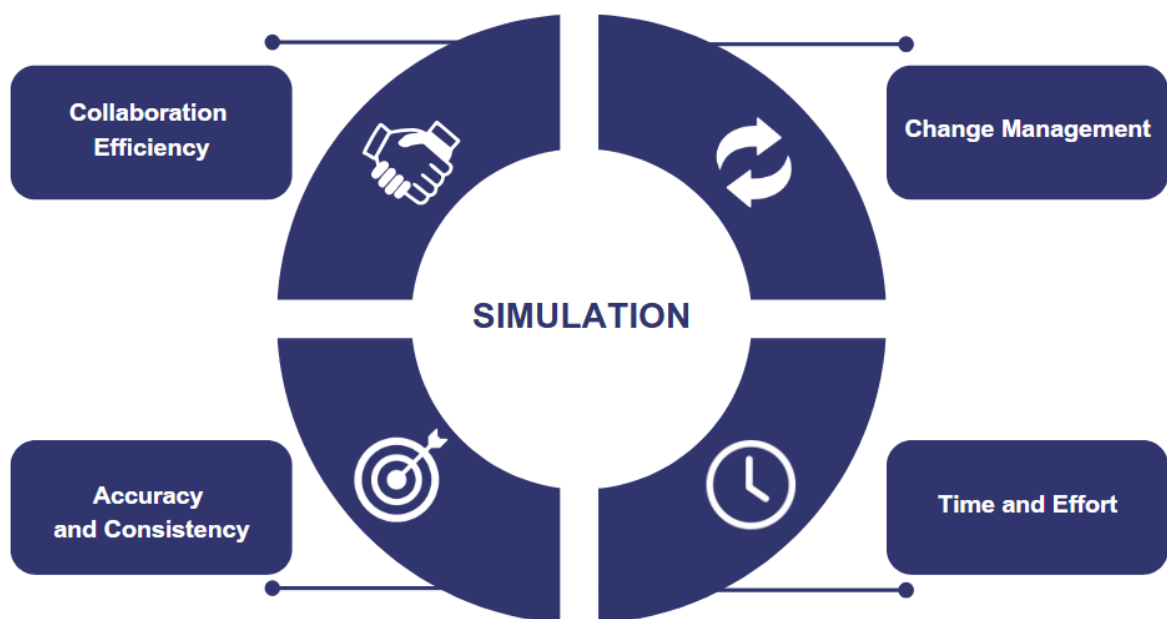 Collaboration
Efficiency
Change Management
SIMULATION
Accuracy
and Consistency
Time and Effort